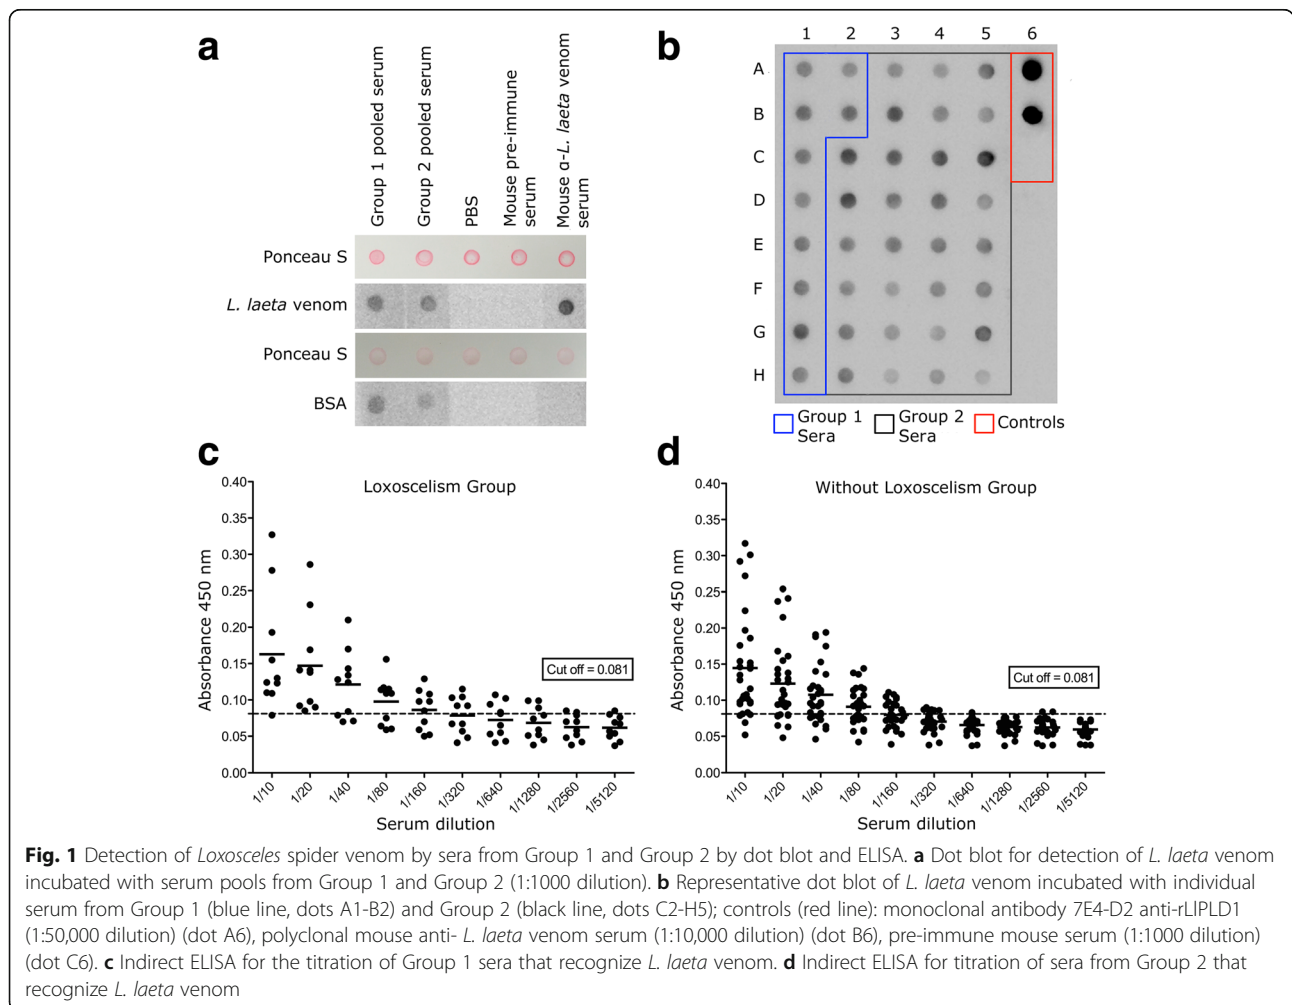 a
Group 1 pooled serum
Group 2 pooled serum
PBS
Mouse pre-immune
serum
Mouse α-L. laeta venom
serum
Ponceau S
L. laeta venom
Ponceau S
BSA
b
1 2 3 4 5 6
A
B
C
D
E
F
G
H
Group 1
Sera
Group 2
Sera
Controls
c
Loxoscelism Group
Absorbance 450 nm
0.40
0.35
0.30
0.25
0.20
0.15
0.10
0.05
0.00
Cut off = 0.081
1/10 1/20 1/40 1/80 1/160 1/320 1/640 1/1280 1/2560 1/5120
Serum dilution
d
Without Loxoscelism Group
Absorbance 450 nm
0.40
0.35
0.30
0.25
0.20
0.15
0.10
0.05
0.00
Cut off = 0.081
1/10 1/20 1/40 1/80 1/160 1/320 1/640 1/1280 1/2560 1/5120
Serum dilution
Fig. 1 Detection of Loxosceles spider venom by sera from Group 1 and Group 2 by dot blot and ELISA. a Dot blot for detection of L. laeta venom
incubated with serum pools from Group 1 and Group 2 (1:1000 dilution). b Representative dot blot of L. laeta venom incubated with individual
serum from Group 1 (blue line, dots A1-B2) and Group 2 (black line, dots C2-H5); controls (red line): monoclonal antibody 7E4-D2 anti-rLIPLD1
(1:50,000 dilution) (dot A6), polyclonal mouse anti- L. laeta venom serum (1:10,000 dilution) (dot B6), pre-immune mouse serum (1:1000 dilution)
(dot C6). c Indirect ELISA for the titration of Group 1 sera that recognize L. laeta venom. d Indirect ELISA for titration of sera from Group 2 that
recognize L. laeta venom